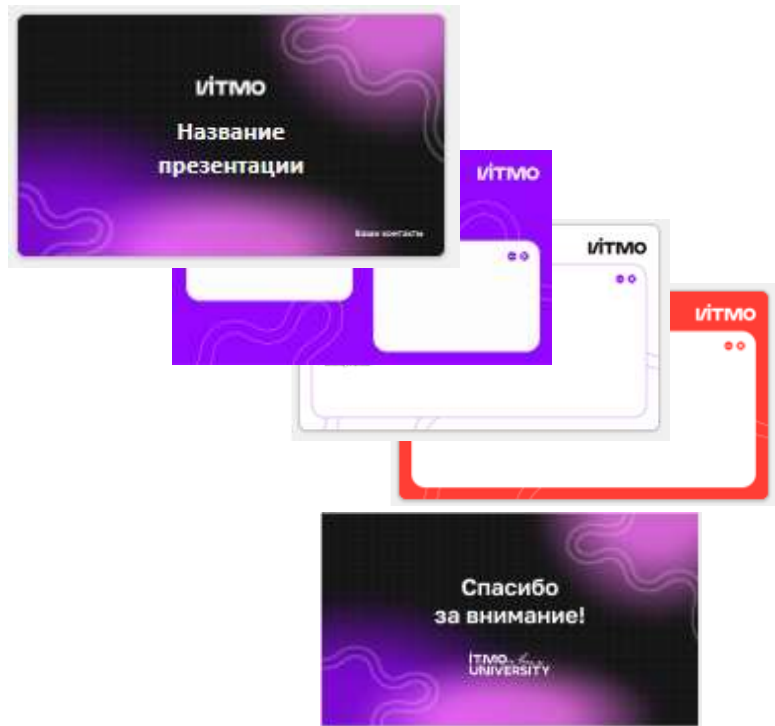 ИТМО
Название
презентации
Ваши контакты
ИТМО
ИТМО
ИТМО
Спасибо
за внимание!
ITMO
UNIVERSITY